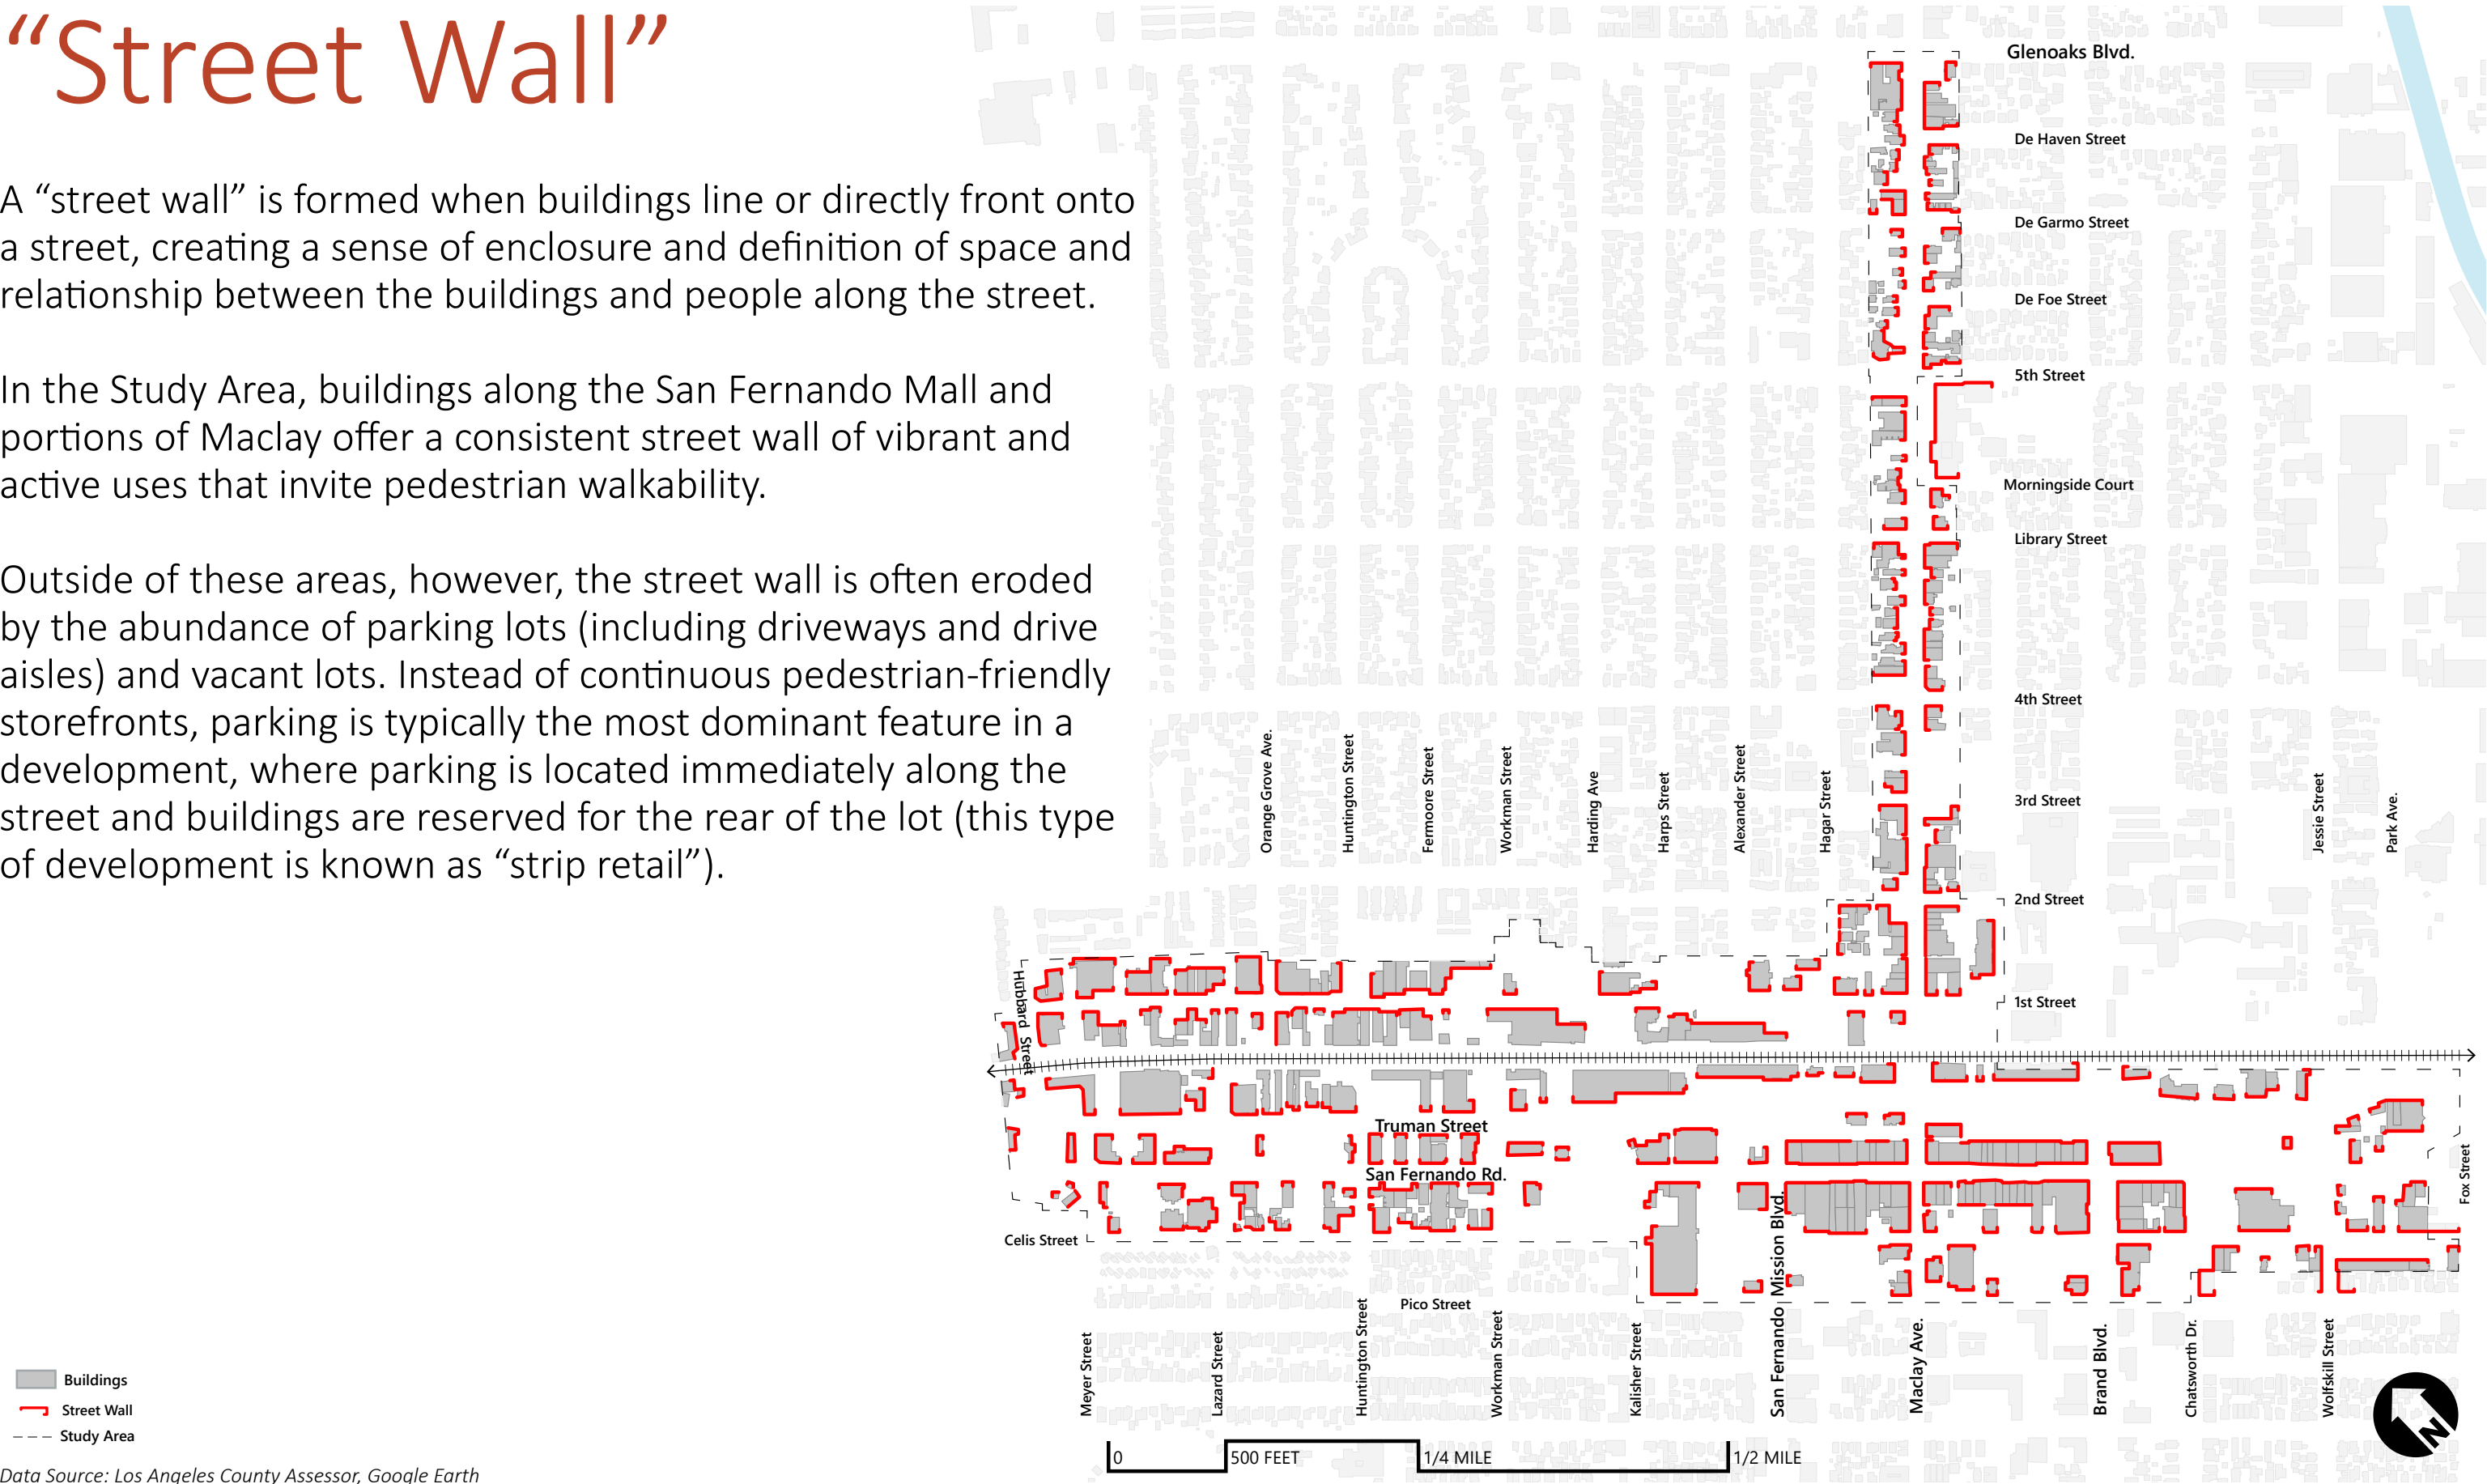 “Street Wall”
A “street wall” is formed when buildings line or directly front onto
a street, creating a sense of enclosure and definition of space and
relationship between the buildings and people along the street.
In the Study Area, buildings along the San Fernando Mall and
portions of Maclay offer a consistent street wall of vibrant and
active uses that invite pedestrian walkability.
Outside of these areas, however, the street wall is often eroded
by the abundance of parking lots (including driveways and drive
aisles) and vacant lots. Instead of continuous pedestrian-friendly
storefronts, parking is typically the most dominant feature in a
development, where parking is located immediately along the
street and buildings are reserved for the rear of the lot (this type
of development is known as “strip retail”).
Glenoaks Blvd.
De Haven Street
De Garmo Street
De Foe Street
5th Street
Morningside Court
Library Street
4th Street
3rd Street
2nd Street
1st Street
Orange Grove Ave.
Huntington Street
Fermoore Street
Workman Street
Harding Ave
Harps Street
Alexander Street
Hagar Street
Jessie Street
Park Ave.
Hubbard Street
Truman Street
San Fernando Rd.
Celis Street
Pico Street
Fox Street
Meyer Street
Lazard Street
Huntington Street
Workman Street
Kalisher Street
San Fernando Mission Blvd.
Maclay Ave.
Brand Blvd.
Chatsworth Dr.
Wolfskill Street
Buildings
Street Wall
Study Area
Data Source: Los Angeles County Assessor, Google Earth
0
500 FEET
1/4 MILE
1/2 MILE
N